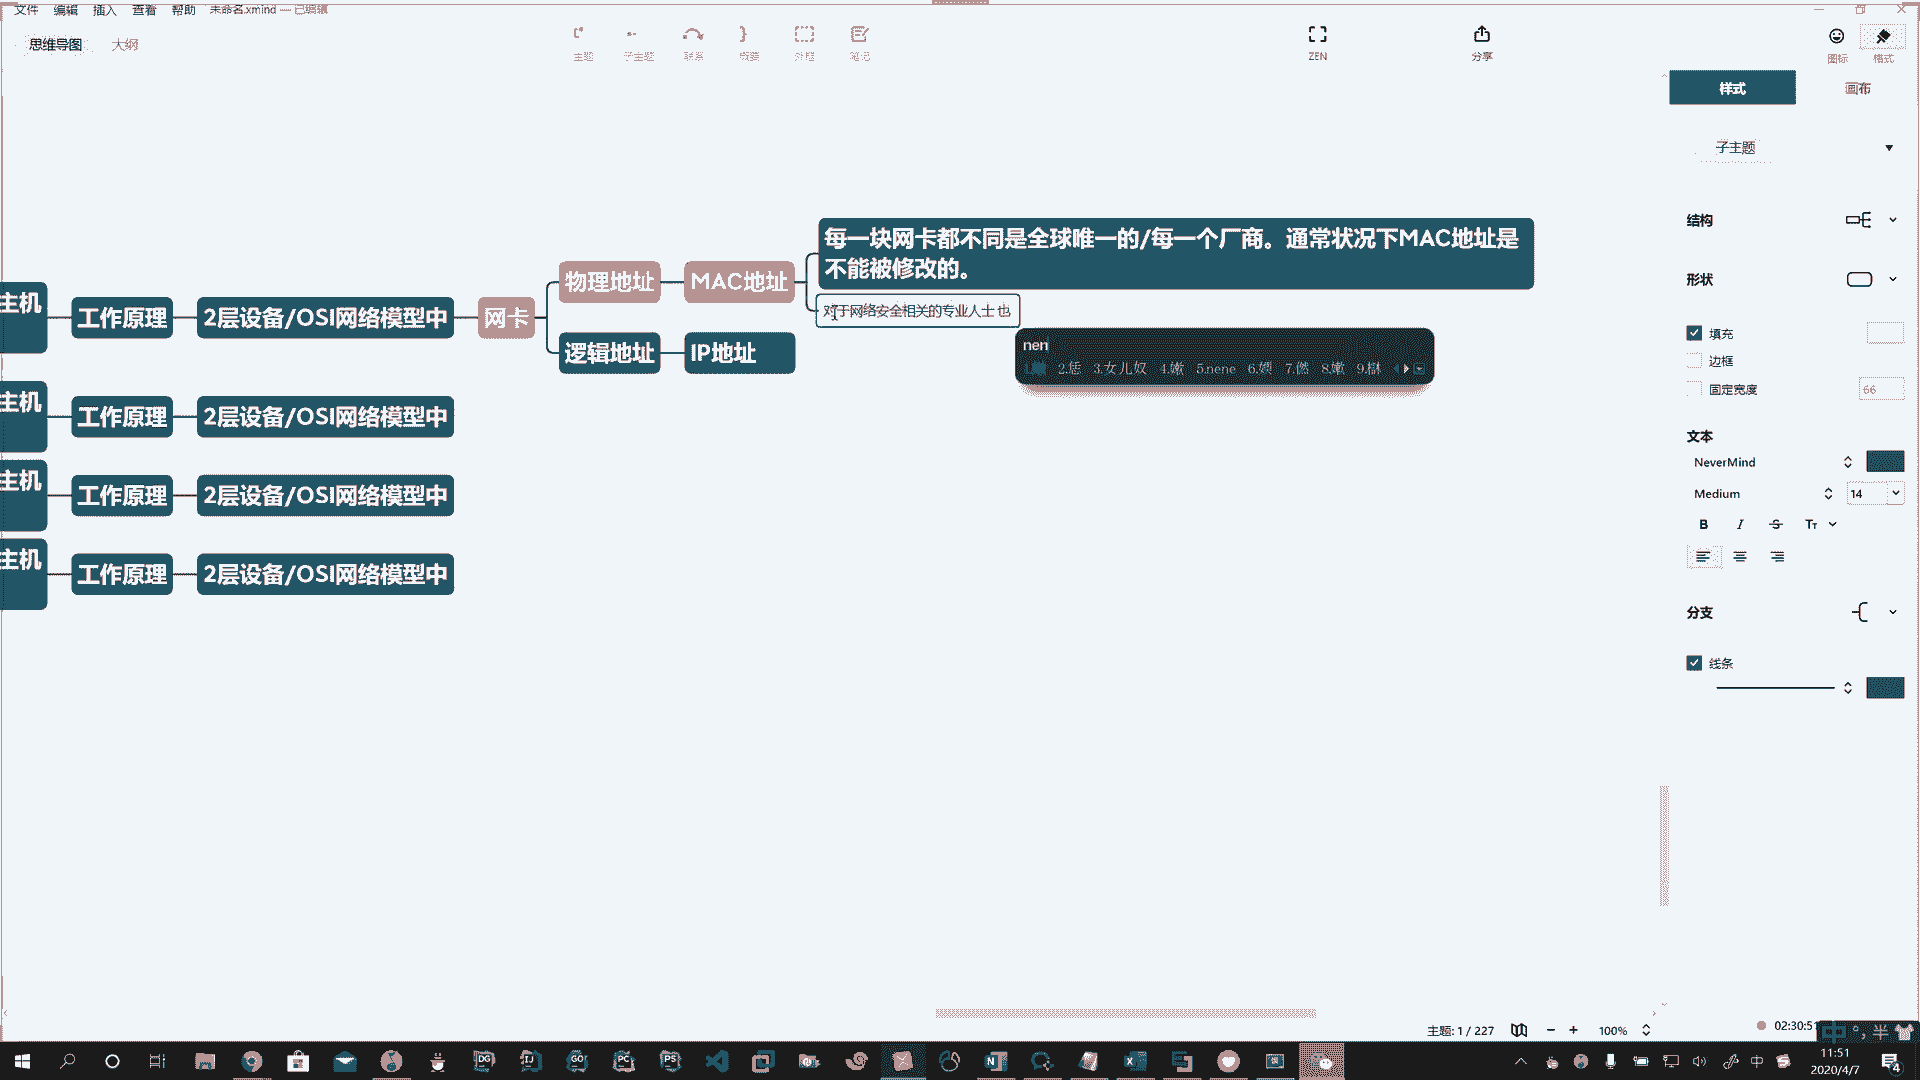 文件 编辑 插入 查看 帮助 未命名.xmind — 已编辑
思维导图 大纲
主题 子主题 联系 概要 外框 笔记 ZEN 分享 图标 格式
样式 画布
子主题
结构
形状
填充
边框
固定宽度 66
文本
NeverMind
Medium 14
B I S Tт
分支
线条
主机 工作原理 2层设备/OSI网络模型中 网卡
物理地址 MAC地址
每一块网卡都不同是全球唯一的/每一个厂商。通常状况下MAC地址是
不能被修改的。
对于网络安全相关的专业人士 也
逻辑地址 IP地址
nen
2.恁 3.女儿奴 4.嫩 5.nene 8.嫩
主机 工作原理 2层设备/OSI网络模型中
主机 工作原理 2层设备/OSI网络模型中
主机 工作原理 2层设备/OSI网络模型中
主题: 1 / 227 100%
02:30:51
中 半
11:51
2020/4/7